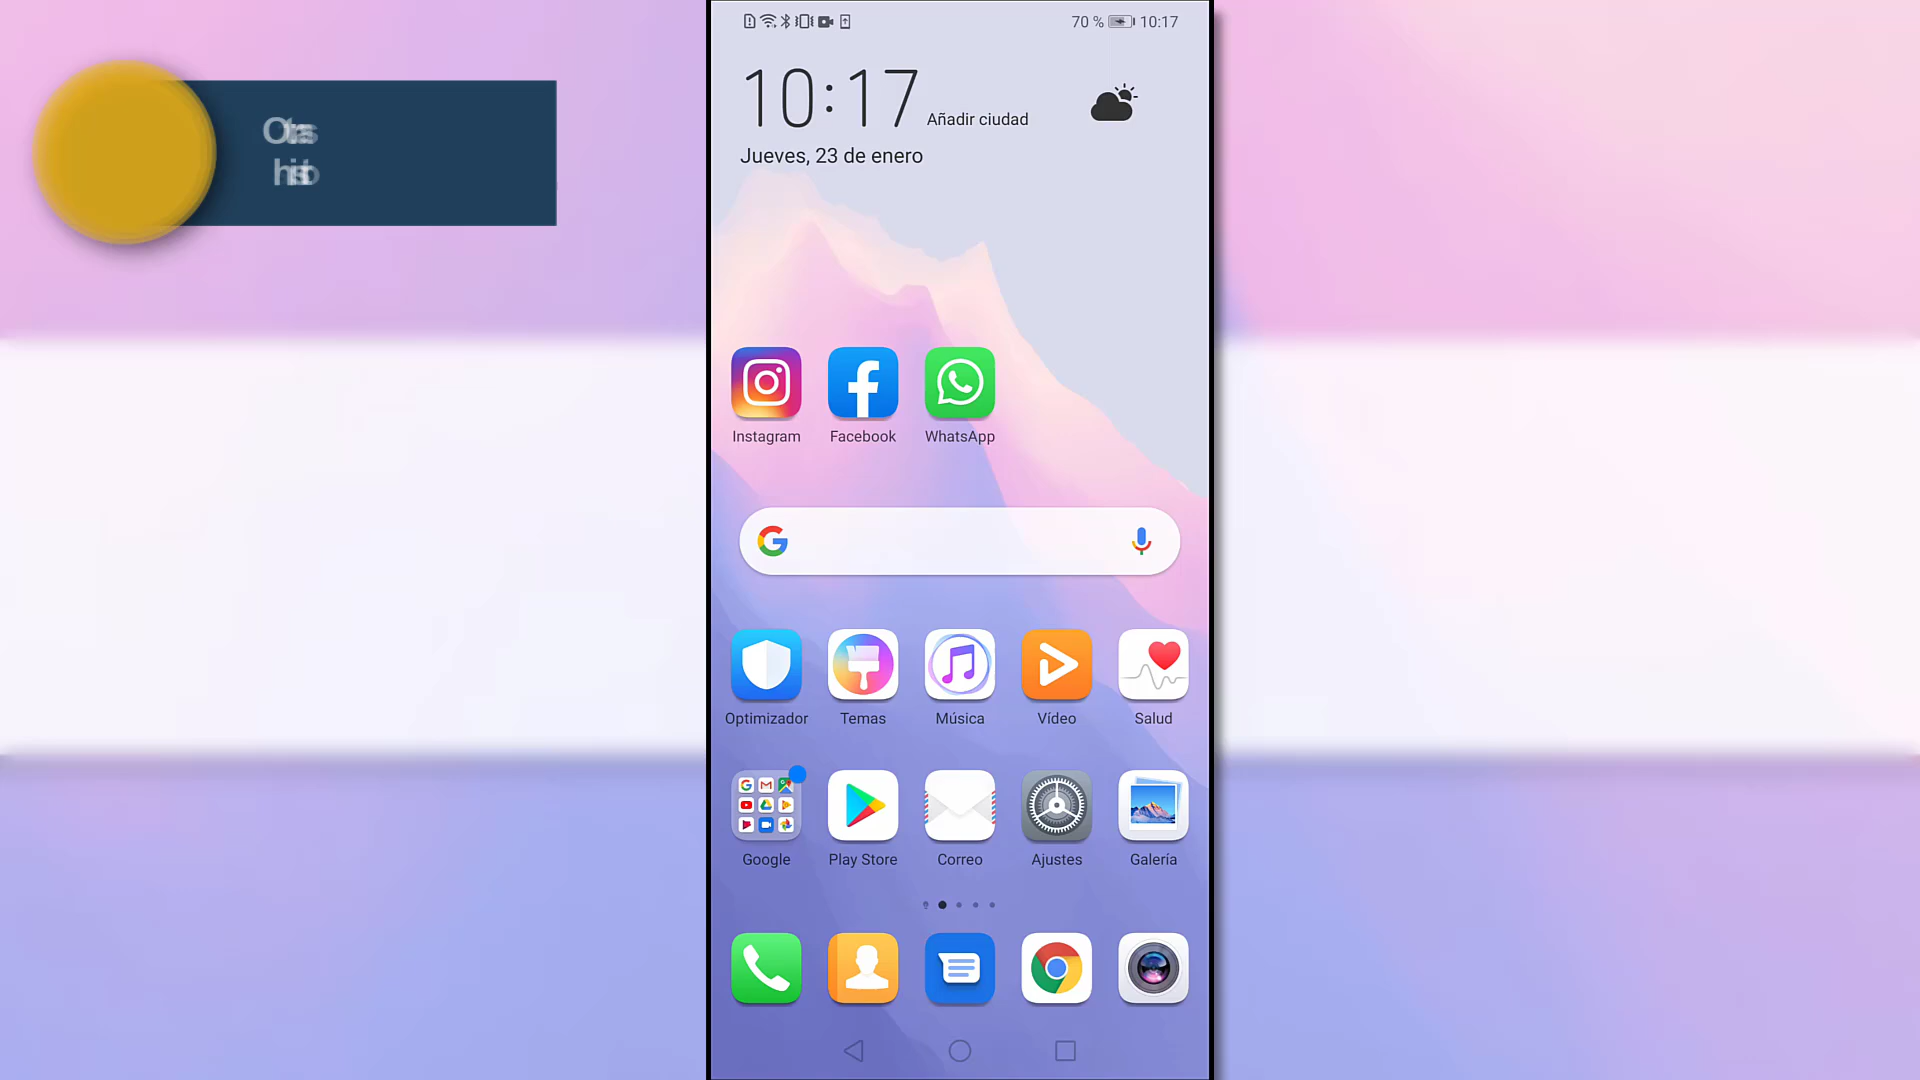 70 % 10:17
10:17 Añadir ciudad
Jueves, 23 de enero
Instagram Facebook WhatsApp
Optimizador Temas Música Vídeo Salud
Google Play Store Correo Ajustes Galería